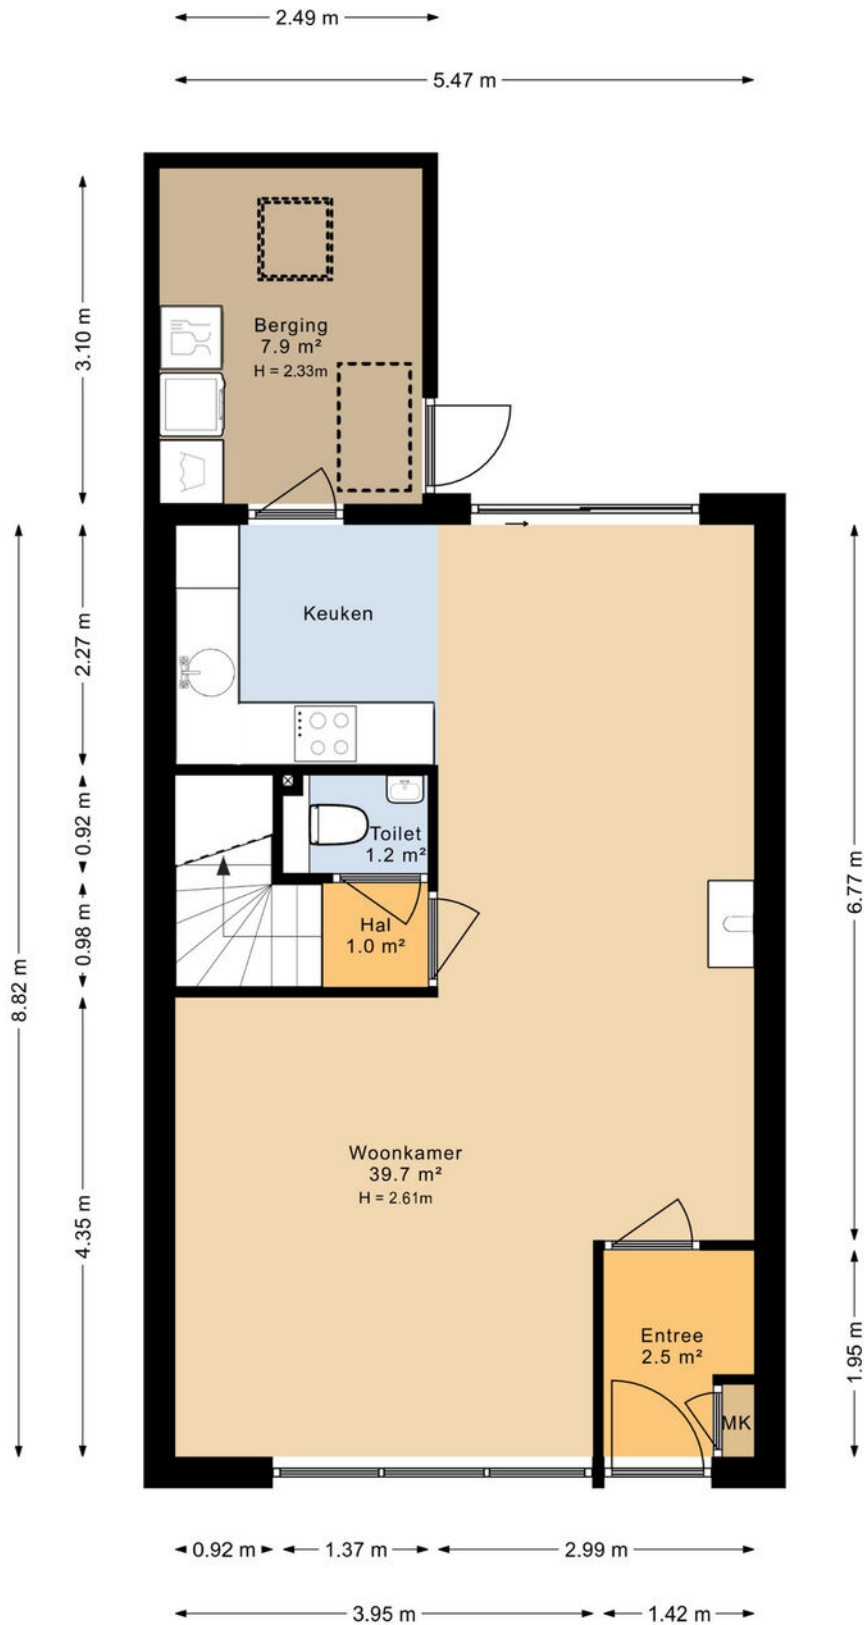 2.49 m
5.47 m
3.10 m
Berging
7.9 m²
H = 2.33m
2.27 m
Keuken
0.92 m
Toilet
1.2 m²
0.98 m
Hal
1.0 m²
6.77 m
8.82 m
4.35 m
Woonkamer
39.7 m²
H = 2.61m
Entree
2.5 m²
1.95 m
MK
0.92 m
1.37 m
2.99 m
3.95 m
1.42 m